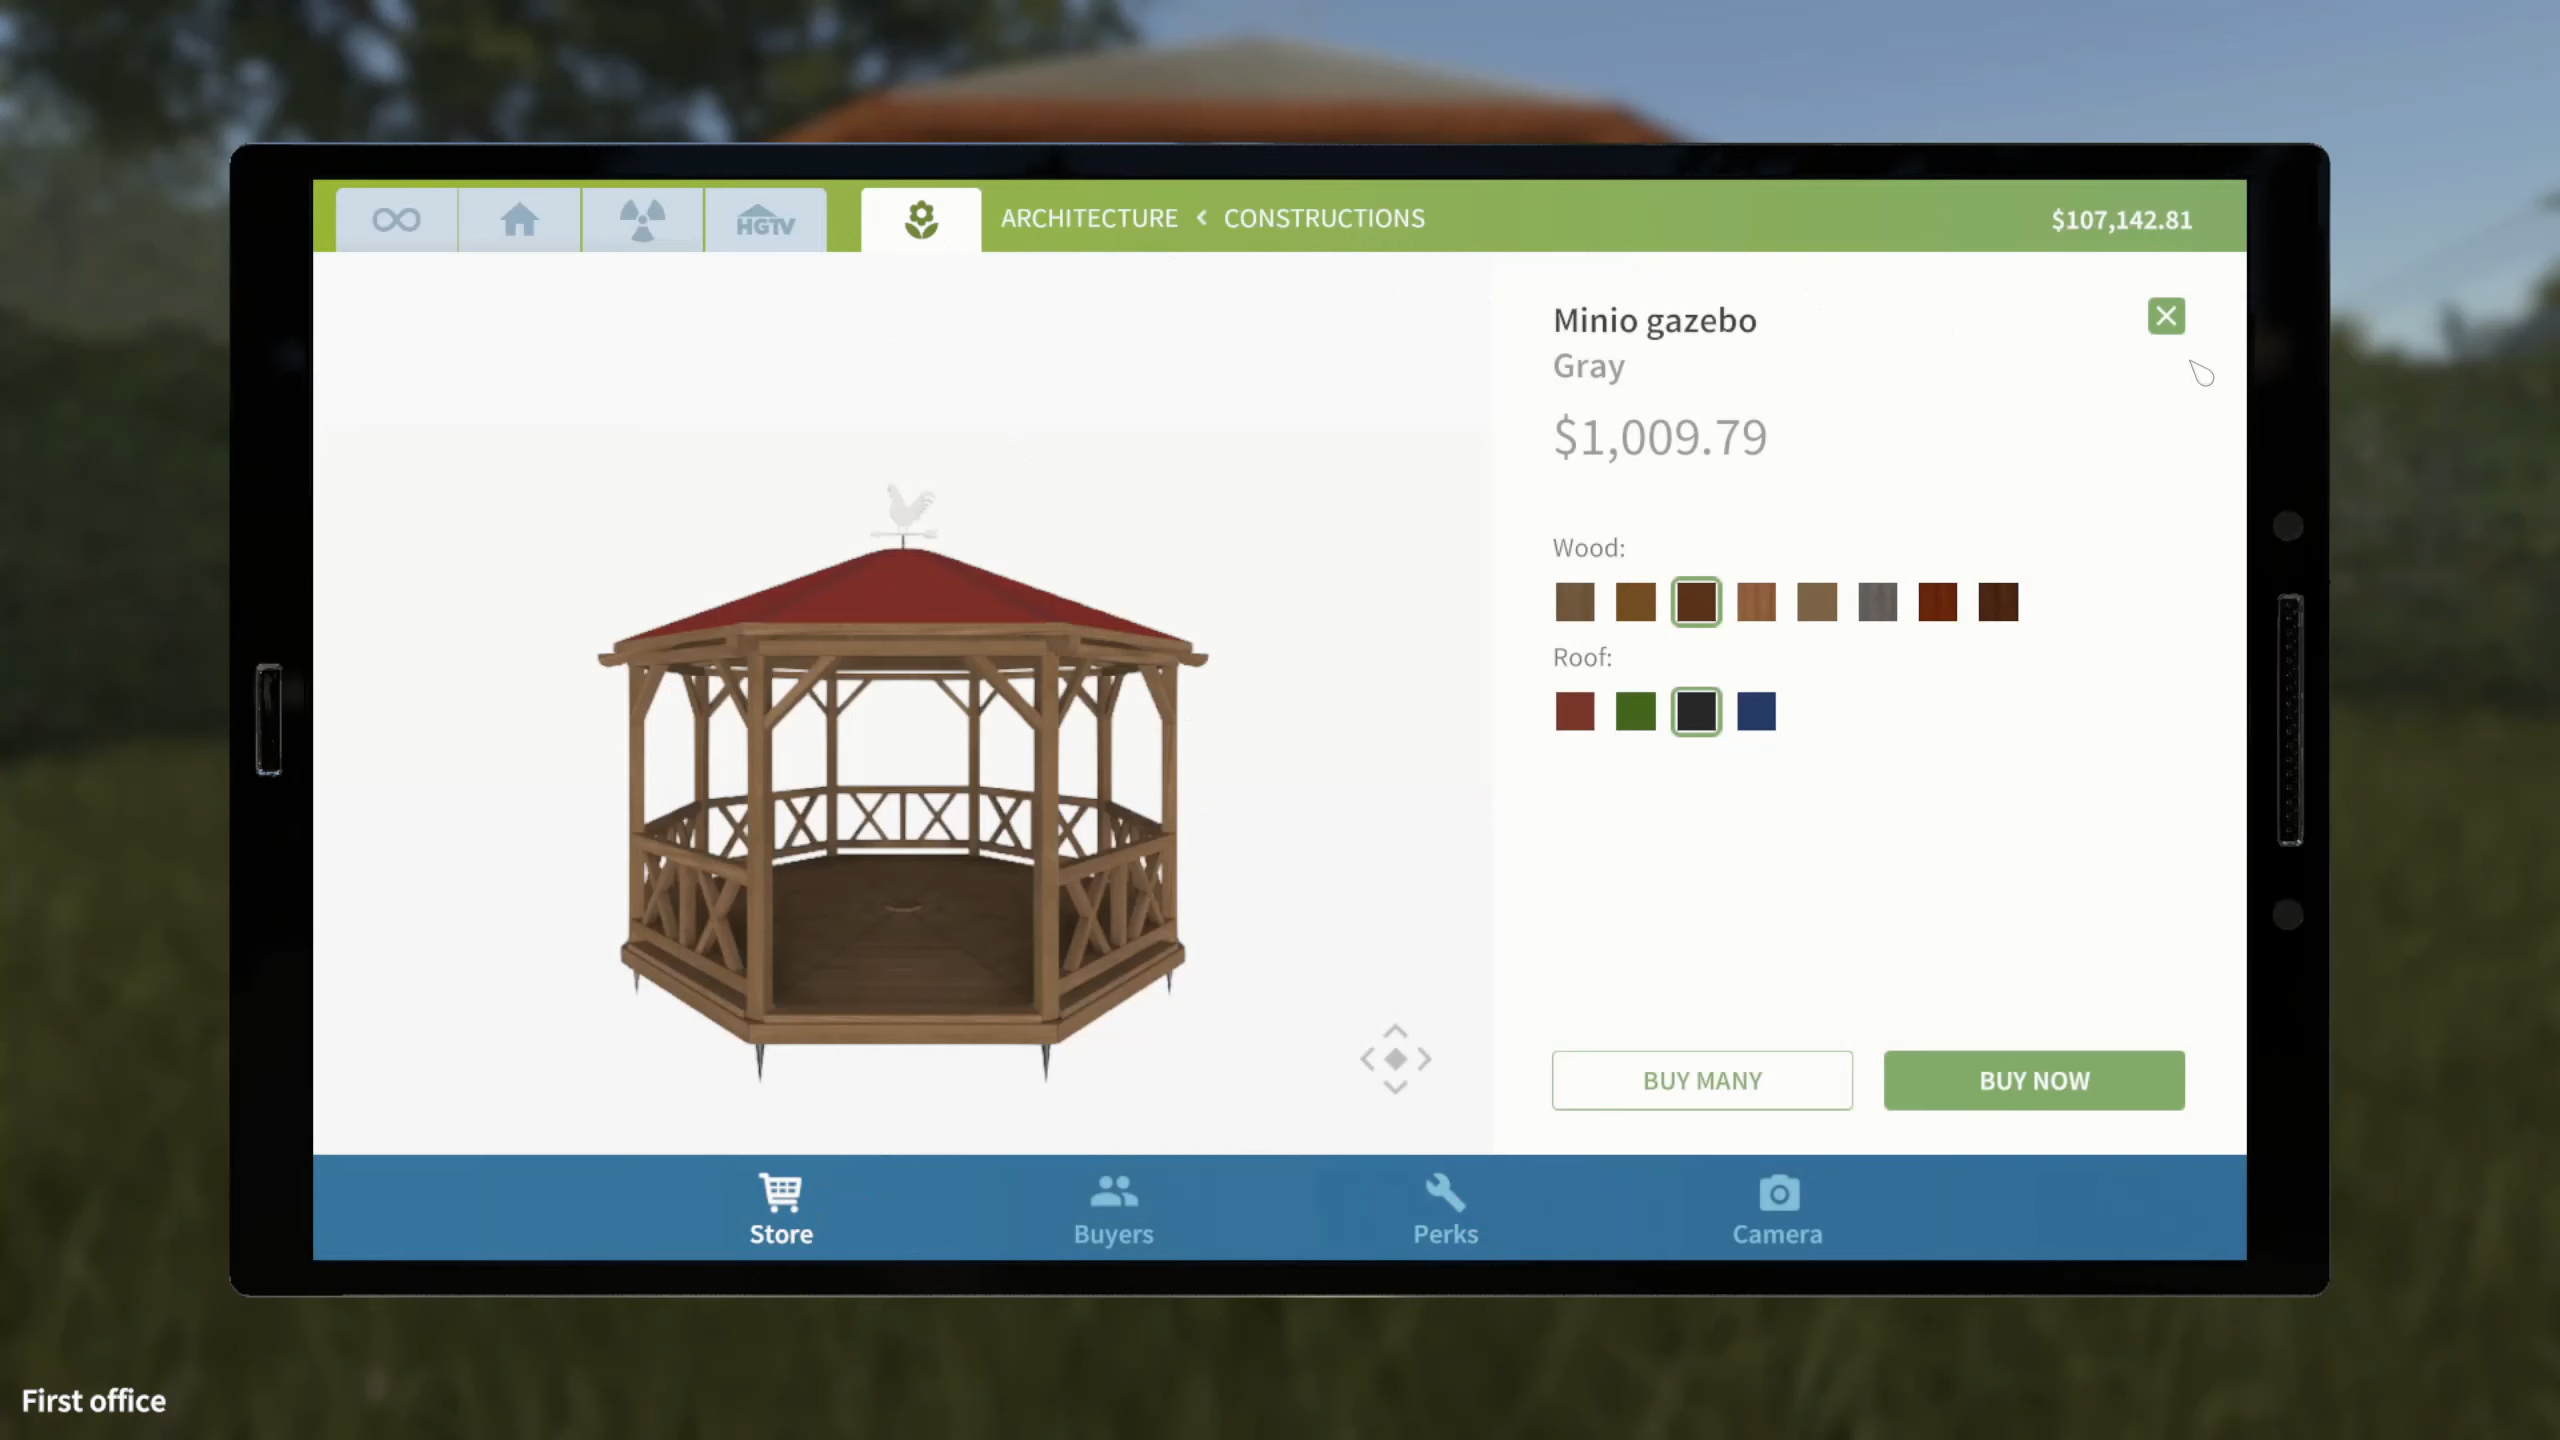 HGTV
ARCHITECTURE < CONSTRUCTIONS
$107,142.81
Minio gazebo
Gray
$1,009.79
Wood:
Roof:
BUY MANY
BUY NOW
Store
Buyers
Perks
Camera
First office